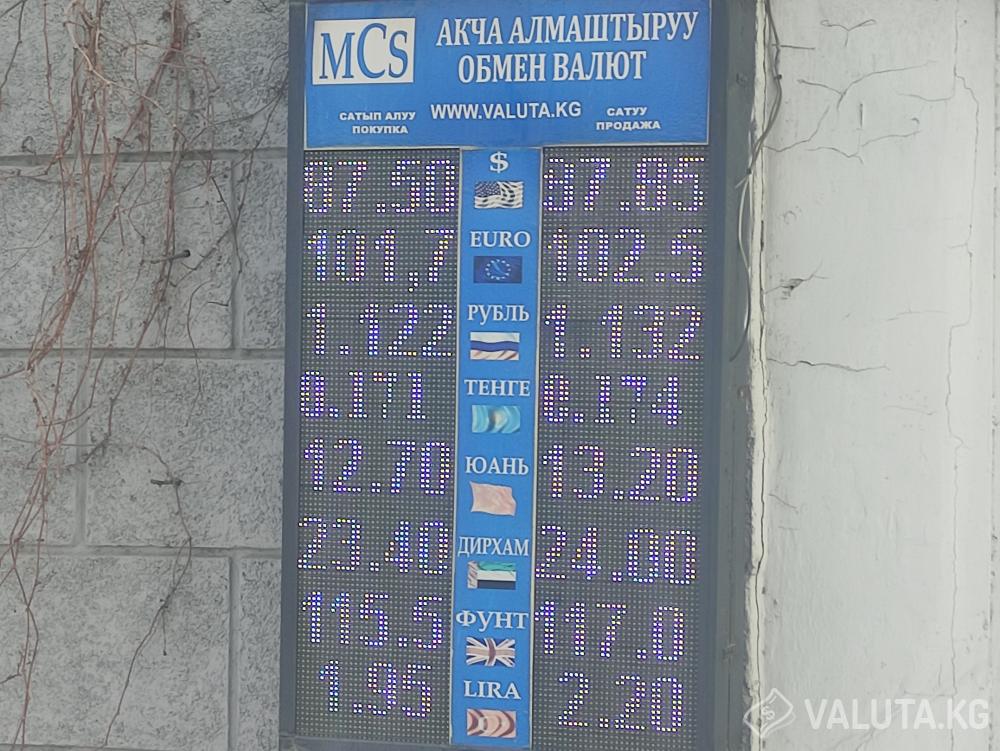 MCs
АКЧА АЛМАШТЫРУУ
ОБМЕН ВАЛЮТ
WWW.VALUTA.KG
САТЫП АЛУУ
ПОКУПКА
САТУУ
ПРОДАЖА
87.50 $ 87.85
101,7 EURO 102.5
1.122 РУБЛЬ 1.132
0.171 ТЕНГЕ 0.174
12.70 ЮАНЬ 13.20
23.40 ДИРХАМ 24.00
115.5 ФУНТ 117.0
1.95 LIRA 2.20
VALUTA.KG